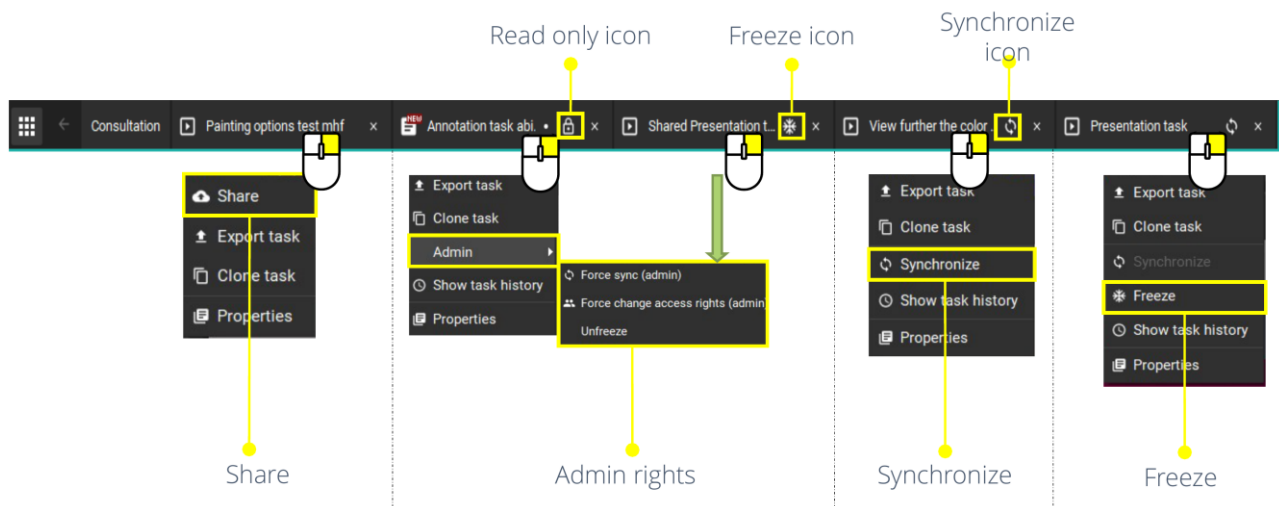 Read only icon
Freeze icon
Synchronize
icon
Consultation
Painting options test mhf
x
NEW
Annotation task abi. •
x
Shared Presentation t...
x
View further the color .
x
Presentation task
x
Share
Export task
Clone task
Properties
Export task
Clone task
Admin
Show task history
Properties
Force sync (admin)
Force change access rights (admin)
Unfreeze
Export task
Clone task
Synchronize
Show task history
Properties
Export task
Clone task
Synchronize
Freeze
Show task history
Properties
Share
Admin rights
Synchronize
Freeze